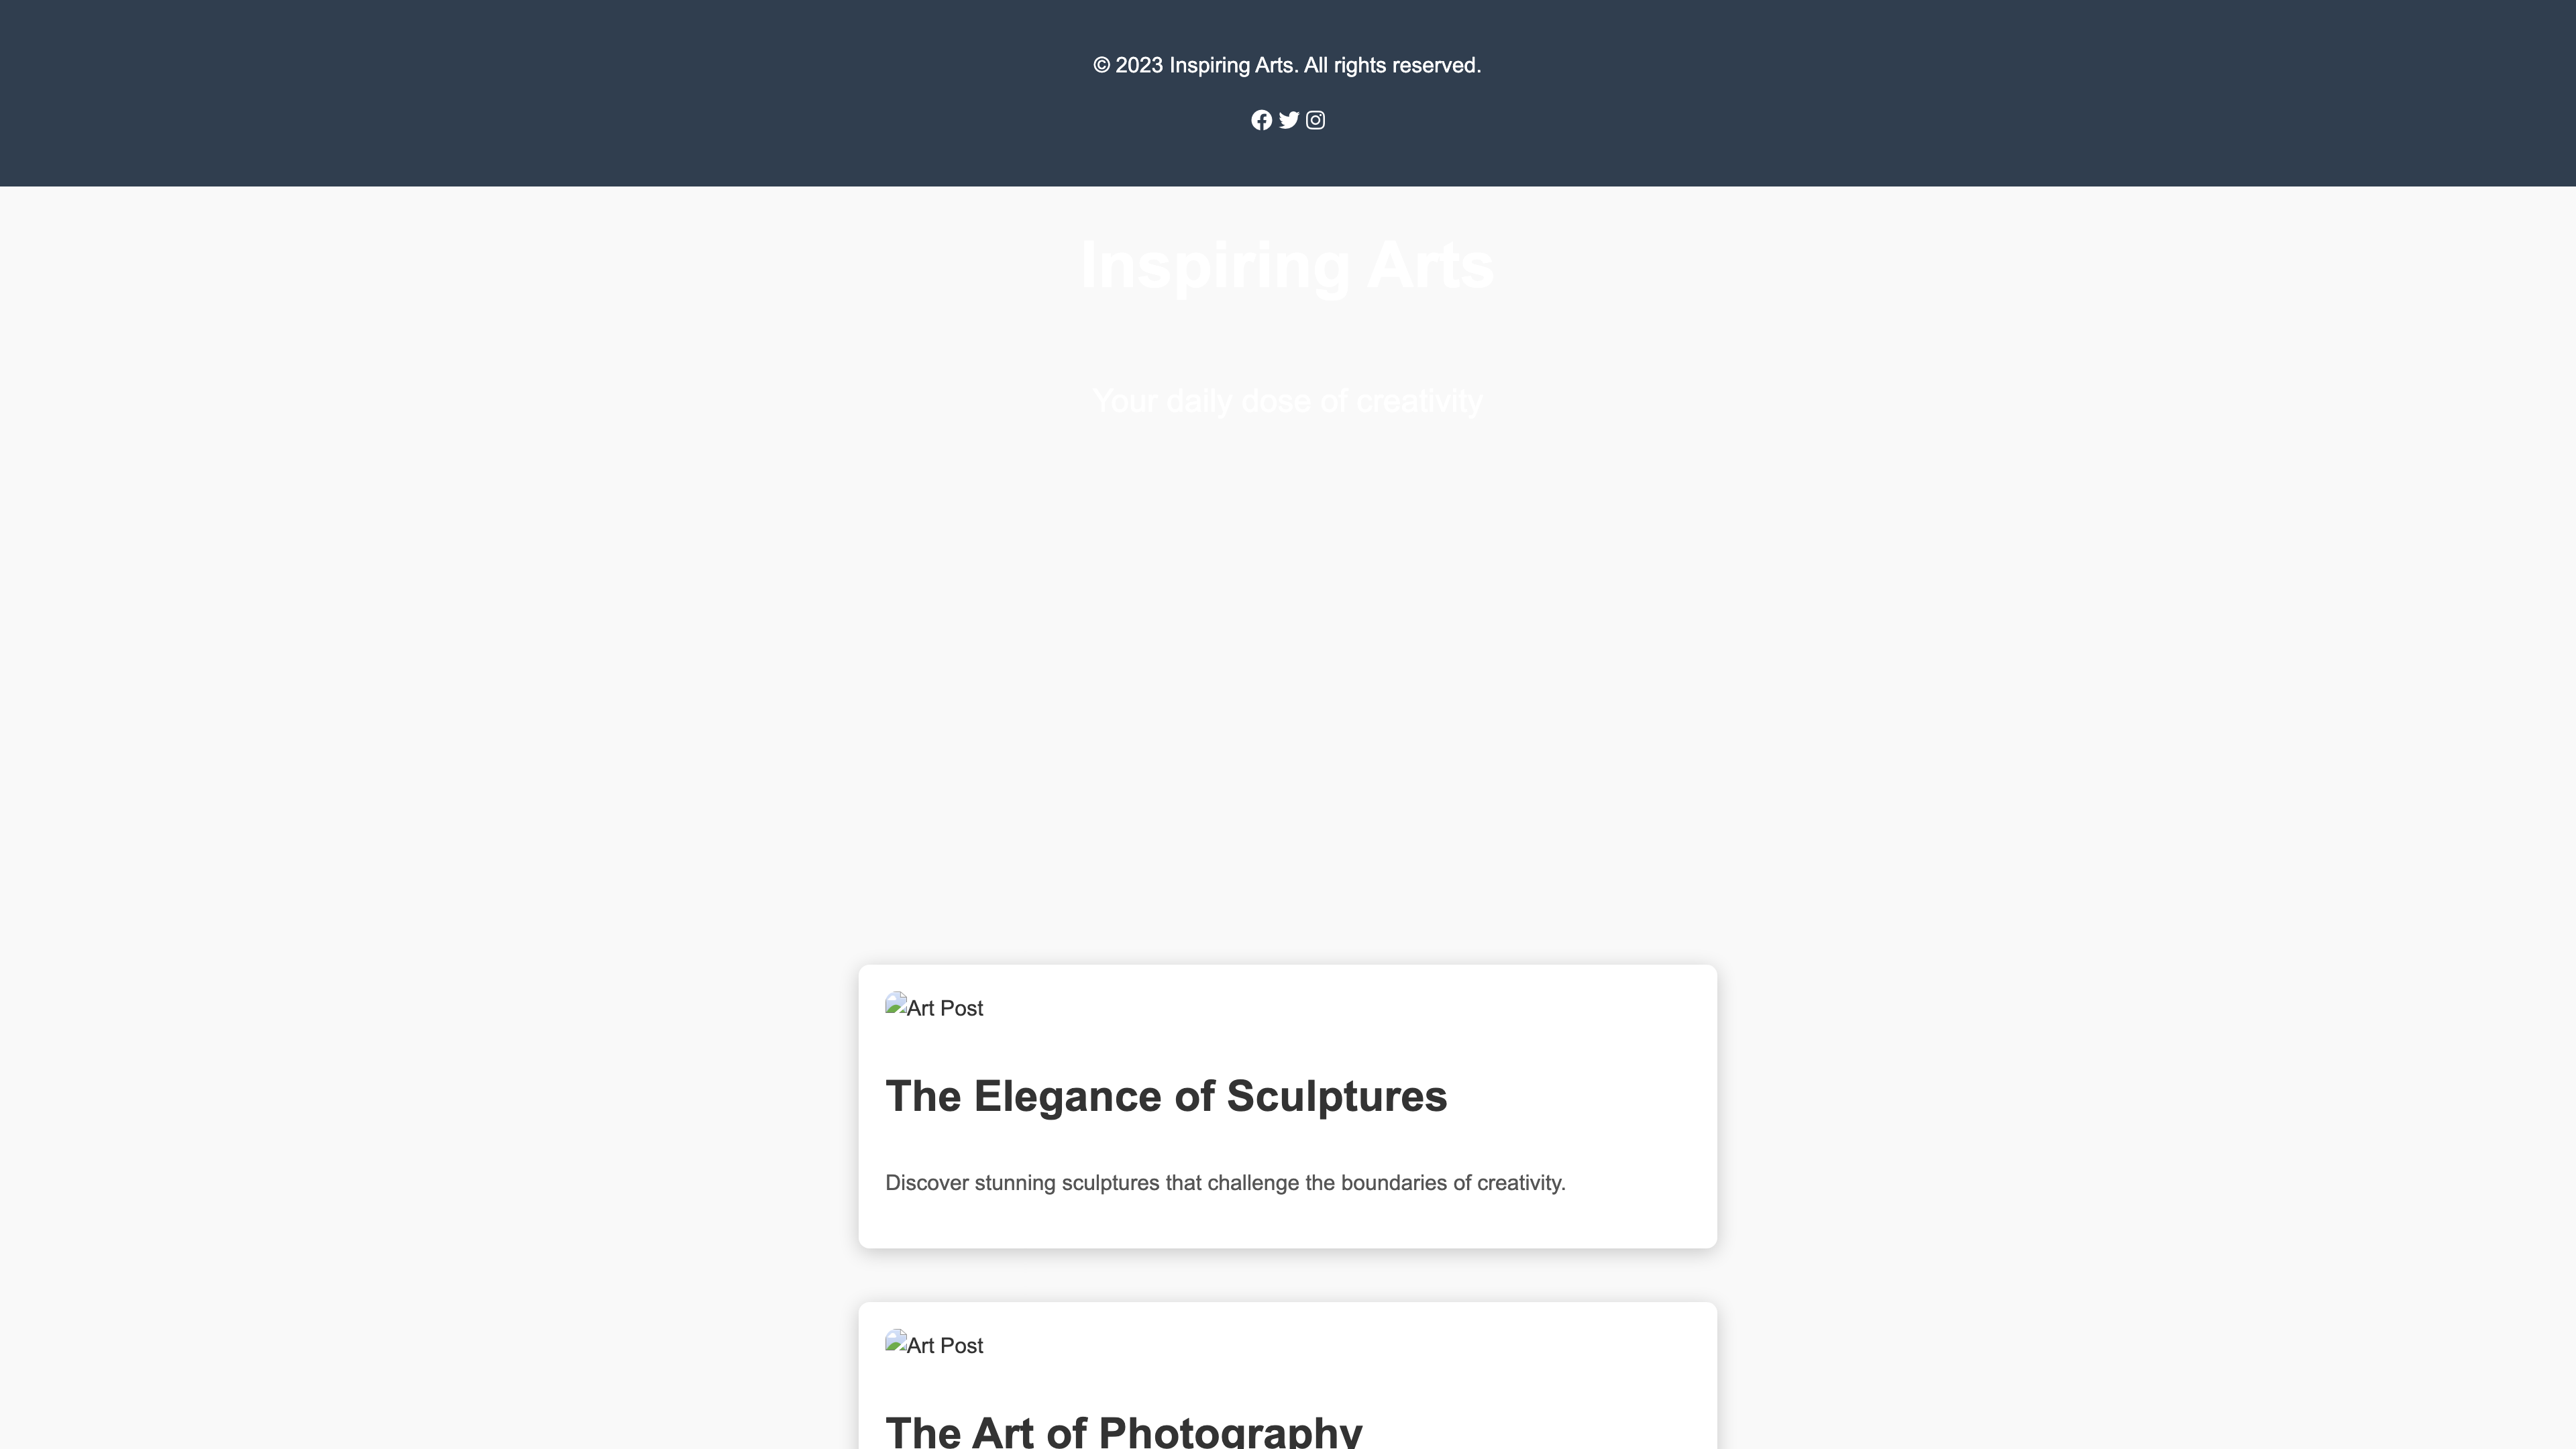 © 2023 Inspiring Arts. All rights reserved.
Inspiring Arts
Your daily dose of creativity
Art Post
The Elegance of Sculptures
Discover stunning sculptures that challenge the boundaries of creativity.
Art Post
The Art of Photography